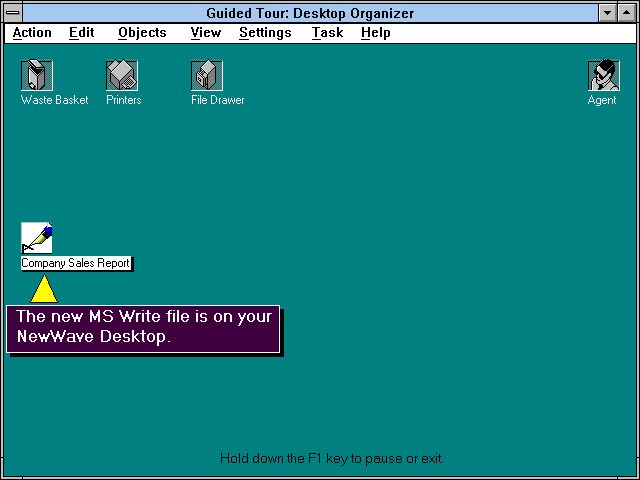 Guided Tour: Desktop Organizer
Action Edit Objects View Settings Task Help
Waste Basket Printers File Drawer Agent
Company Sales Report
The new MS Write file is on your
NewWave Desktop.
Hold down the F1 key to pause or exit.